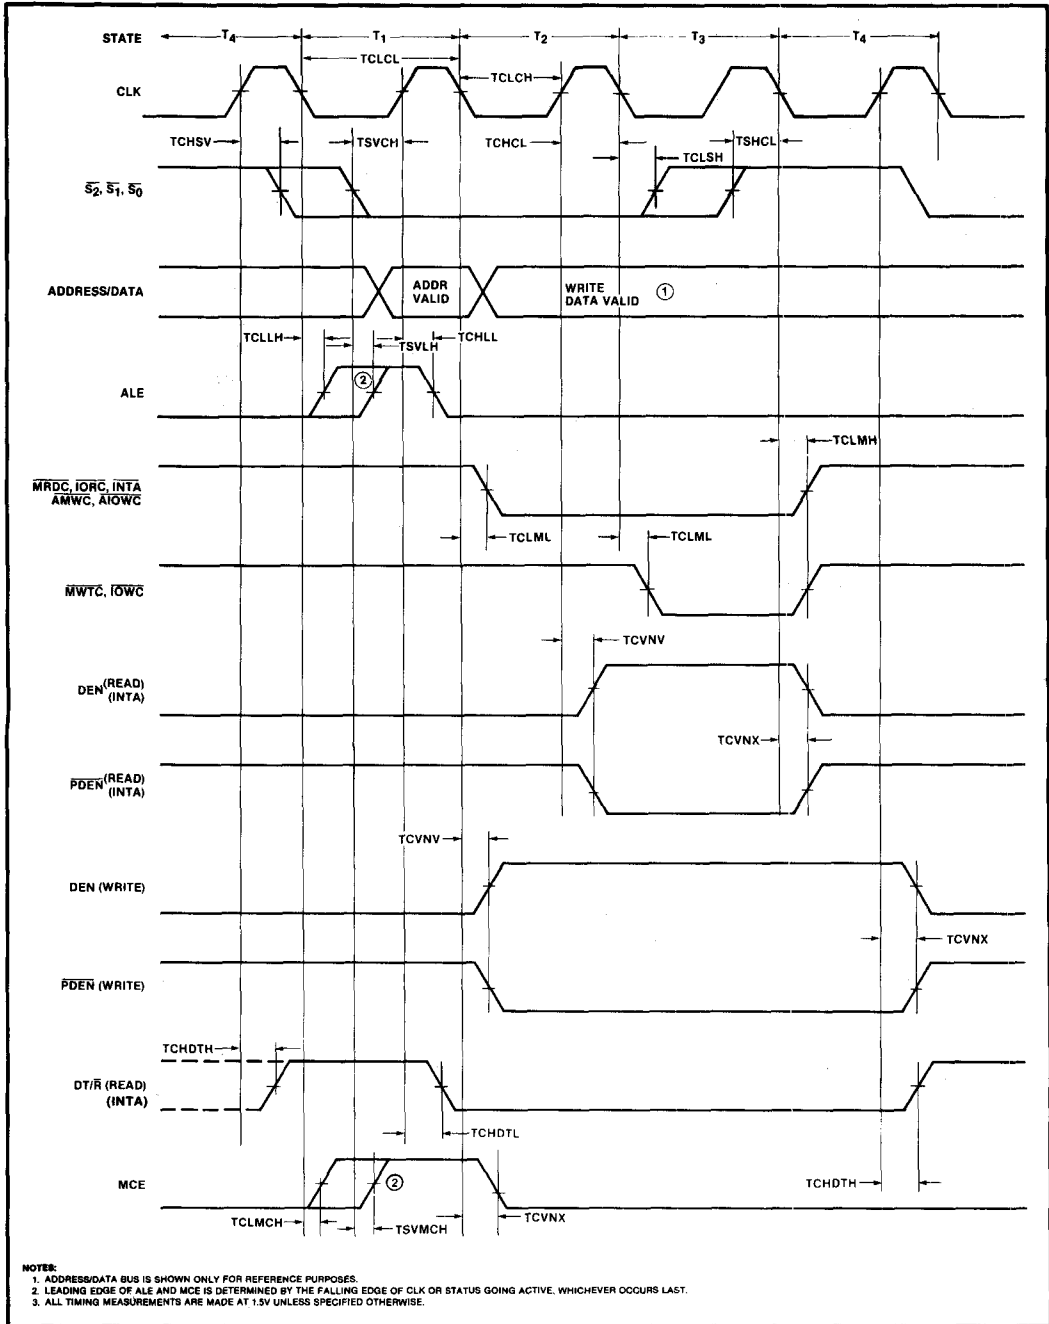 STATE T4 T1 T2 T3 T4
TCLCL
TCLCH
CLK
TCHSV TSVCH TCHCL TSHCL
TCLSH
S2, S1, S0
ADDRESS/DATA
ADDR VALID
WRITE DATA VALID 1
TCLLH TCHLL
TSVLH
2
ALE
TCLMH
MRDC, IORC, INTA
AMWC, AIOWC
TCLML TCLML
MWTC, IOWC
TCVNV
DEN (READ)
(INTA)
TCVNX
PDEN (READ)
(INTA)
TCVNV
DEN (WRITE)
TCVNX
PDEN (WRITE)
TCHDTH
DT/R (READ)
(INTA)
TCHDTL
MCE 2
TCHDTH
TCLMCH TSVMCH TCVNX
NOTES:
1. ADDRESS/DATA BUS IS SHOWN ONLY FOR REFERENCE PURPOSES.
2. LEADING EDGE OF ALE AND MCE IS DETERMINED BY THE FALLING EDGE OF CLK OR STATUS GOING ACTIVE, WHICHEVER OCCURS LAST.
3. ALL TIMING MEASUREMENTS ARE MADE AT 1.5V UNLESS SPECIFIED OTHERWISE.